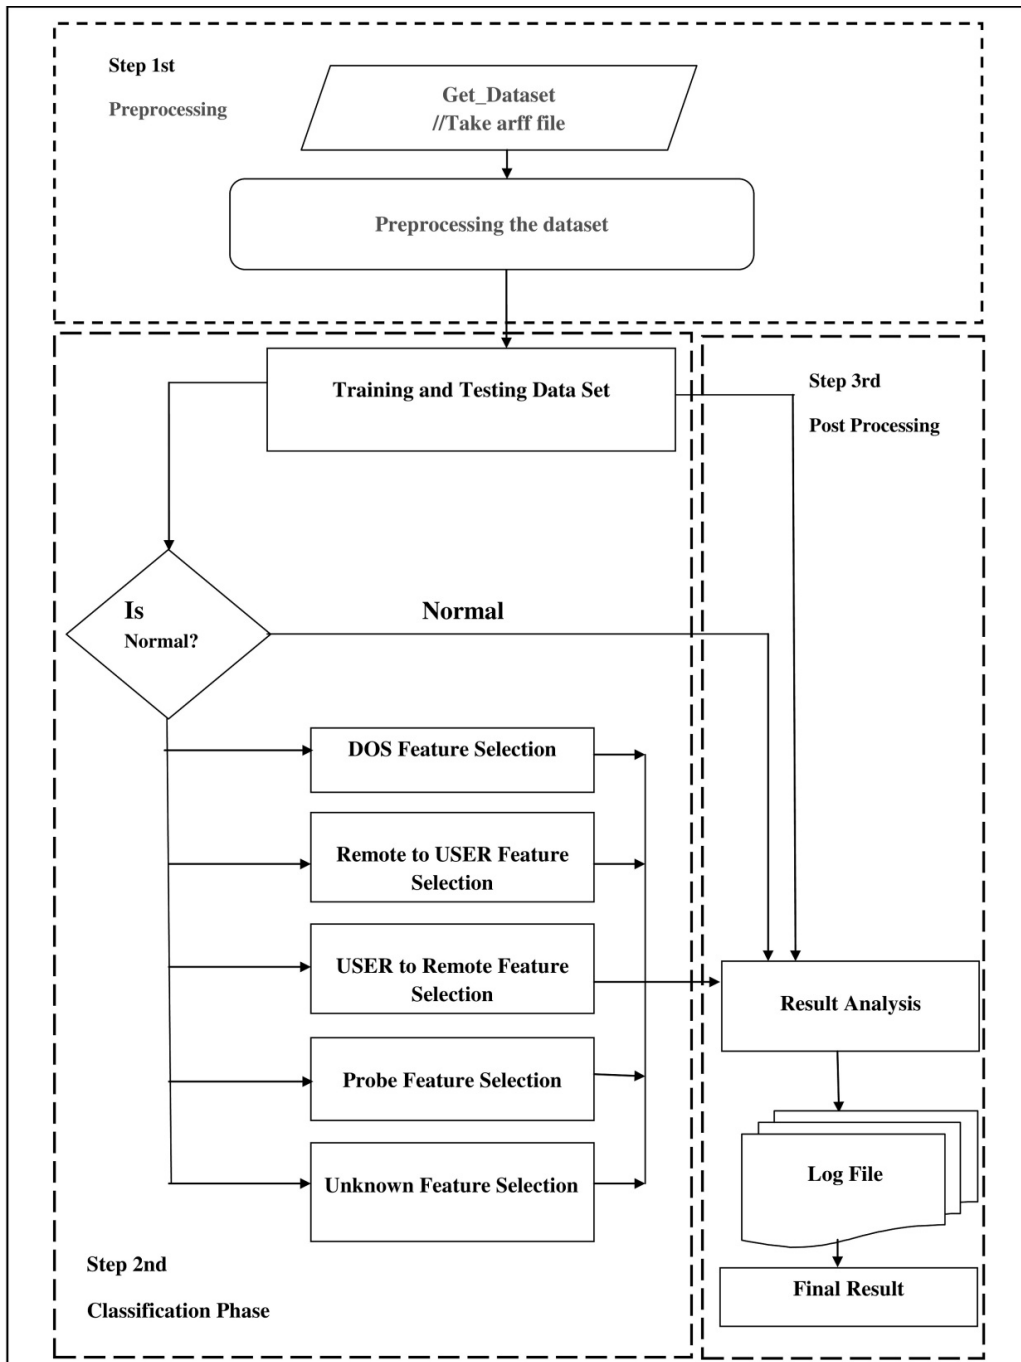 Step 1st
Preprocessing
Get_Dataset
//Take arff file
Preprocessing the dataset
Training and Testing Data Set
Step 3rd
Post Processing
Is
Normal?
Normal
DOS Feature Selection
Remote to USER Feature
Selection
USER to Remote Feature
Selection
Result Analysis
Probe Feature Selection
Log File
Unknown Feature Selection
Step 2nd
Classification Phase
Final Result